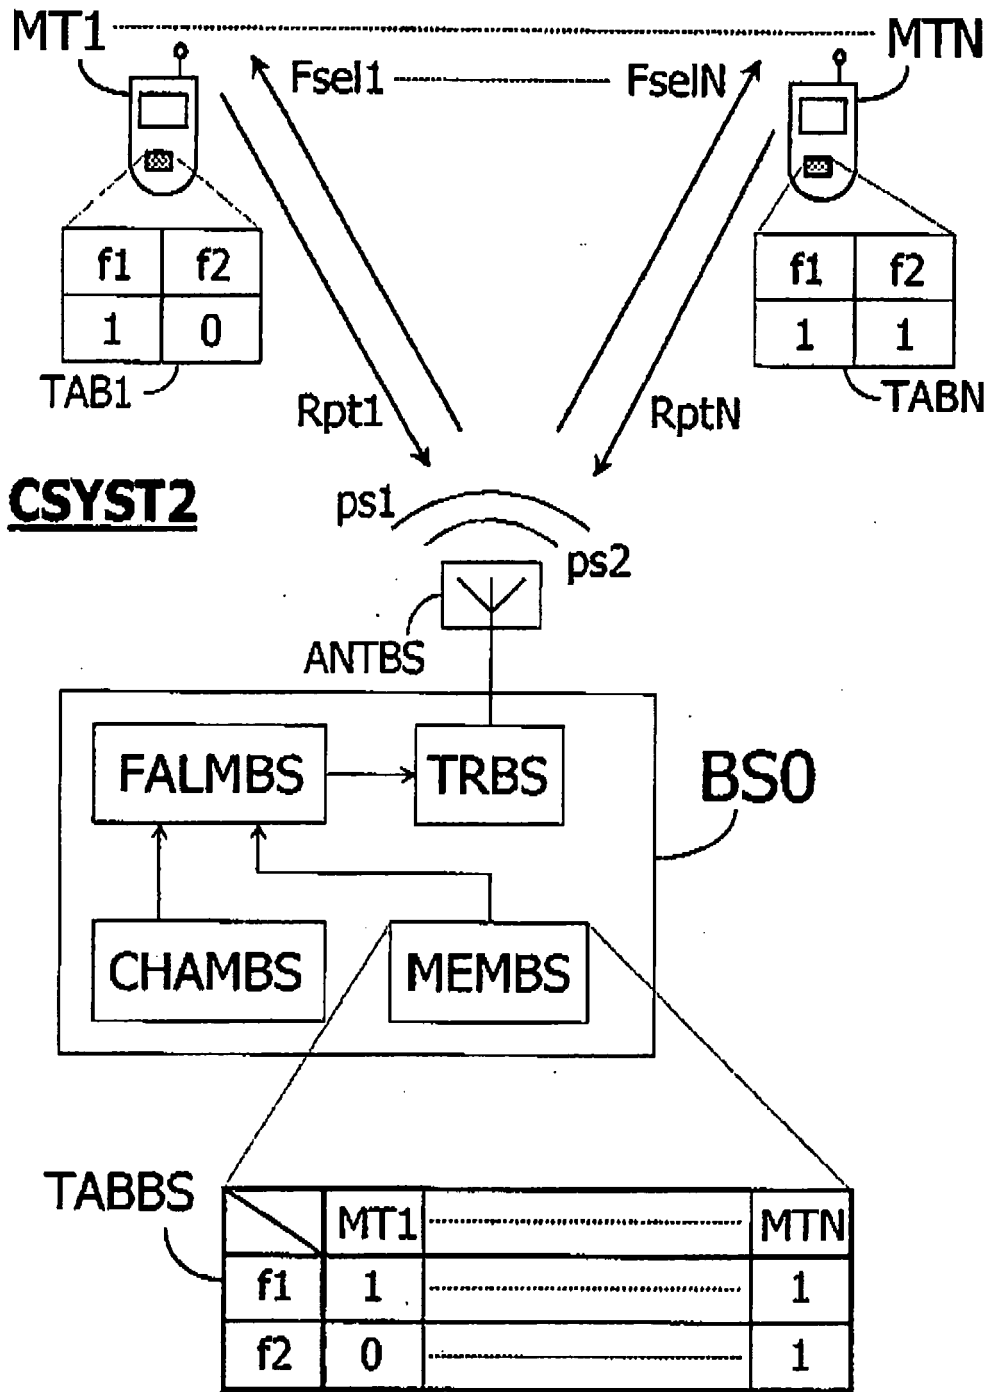 MT1 MTN
Fsel1 FselN
f1 f2
1 0
TAB1
f1 f2
1 1
TABN
Rpt1 RptN
CSYST2
ps1
ps2
ANTBS
FALMBS TRBS
BS0
CHAMBS MEMBS
TABBS
MT1 MTN
f1 1 1
f2 0 1